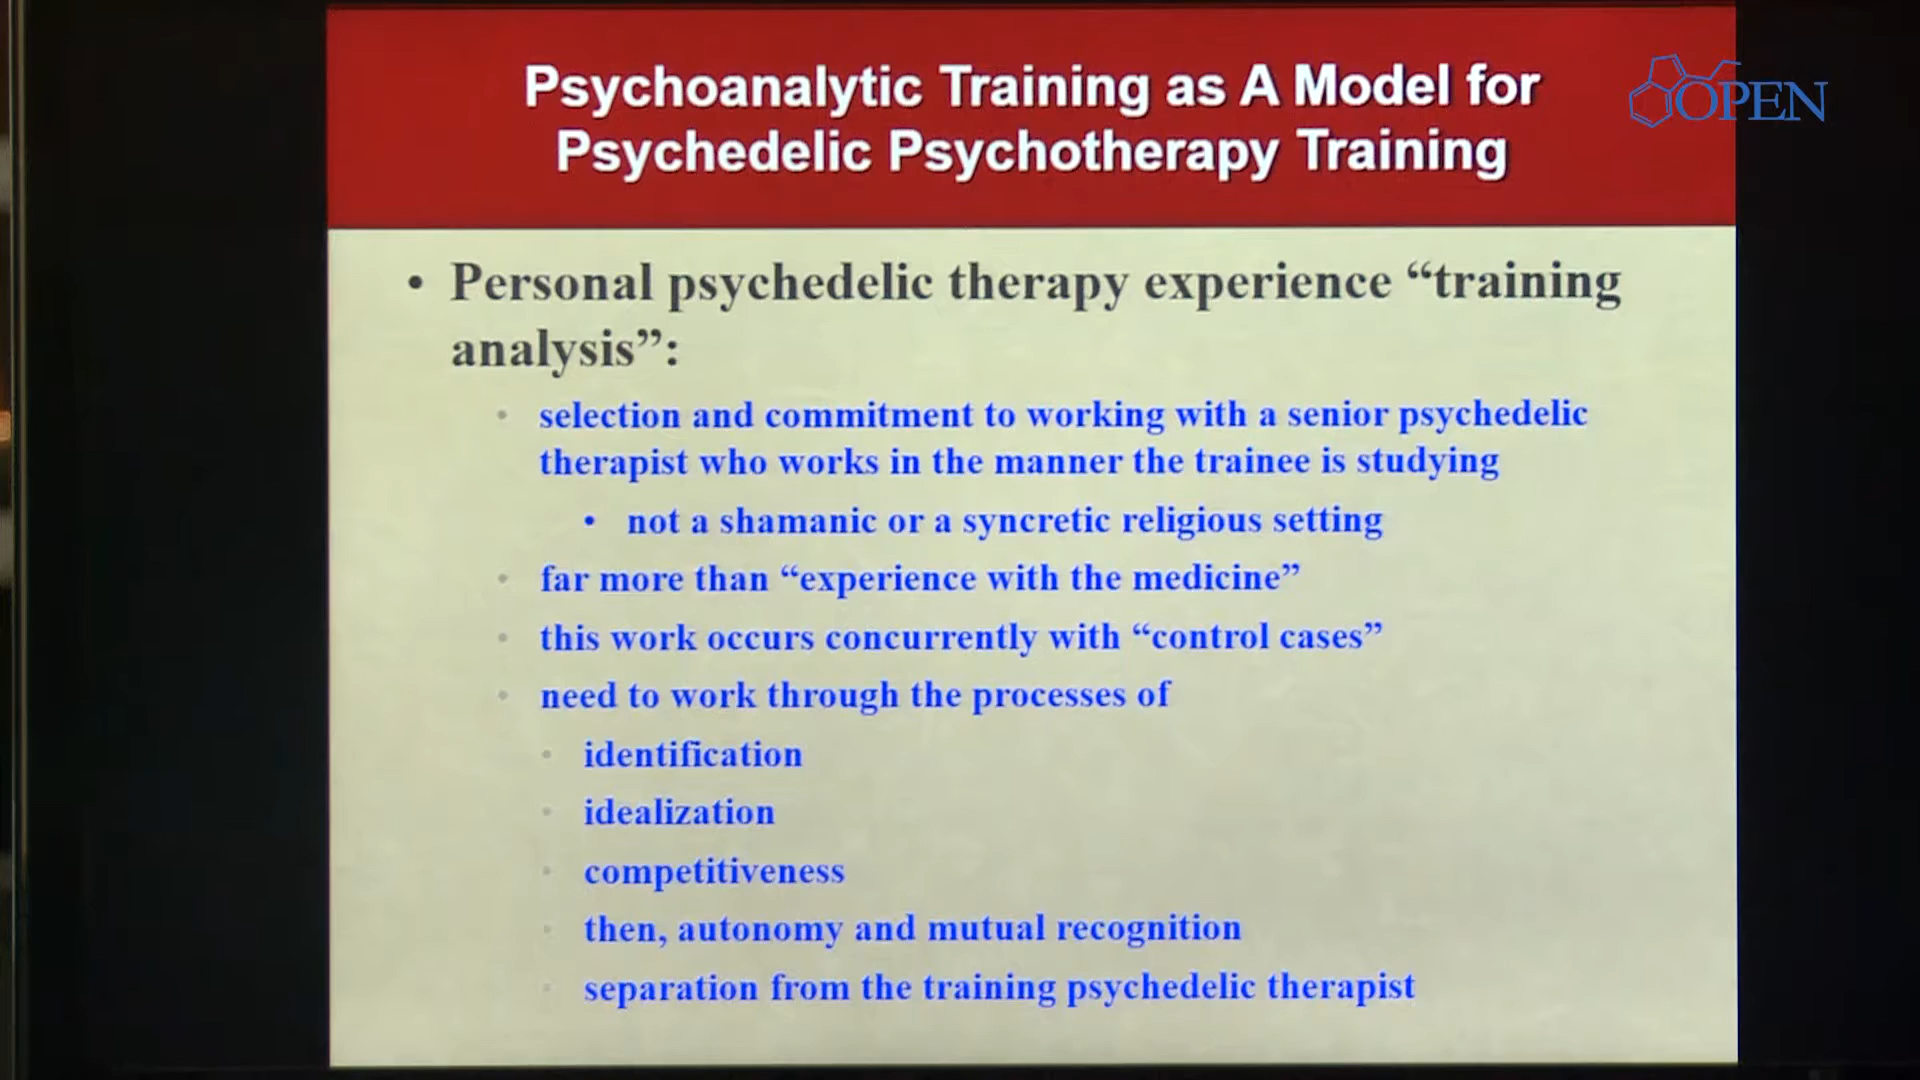 Psychoanalytic Training as A Model for
Psychedelic Psychotherapy Training
OPEN
• Personal psychedelic therapy experience “training
analysis”:
• selection and commitment to working with a senior psychedelic
therapist who works in the manner the trainee is studying
• not a shamanic or a syncretic religious setting
• far more than “experience with the medicine”
• this work occurs concurrently with “control cases”
• need to work through the processes of
• identification
• idealization
• competitiveness
• then, autonomy and mutual recognition
• separation from the training psychedelic therapist